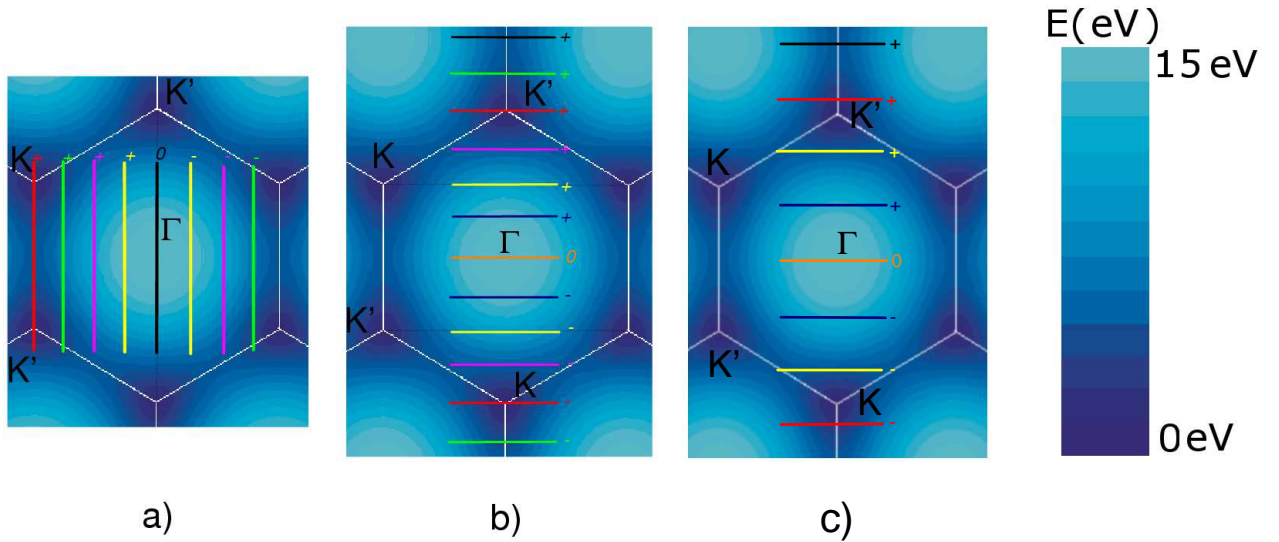 E(eV)
15 eV
0 eV
K'
K
+ + + + 0 - - -
Γ
K'
a)
+
+
K'
+
+
K
+
+
Γ
0
-
K'
-
-
K
-
-
b)
+
+
K'
+
K
+
Γ
0
-
K'
-
K
-
c)